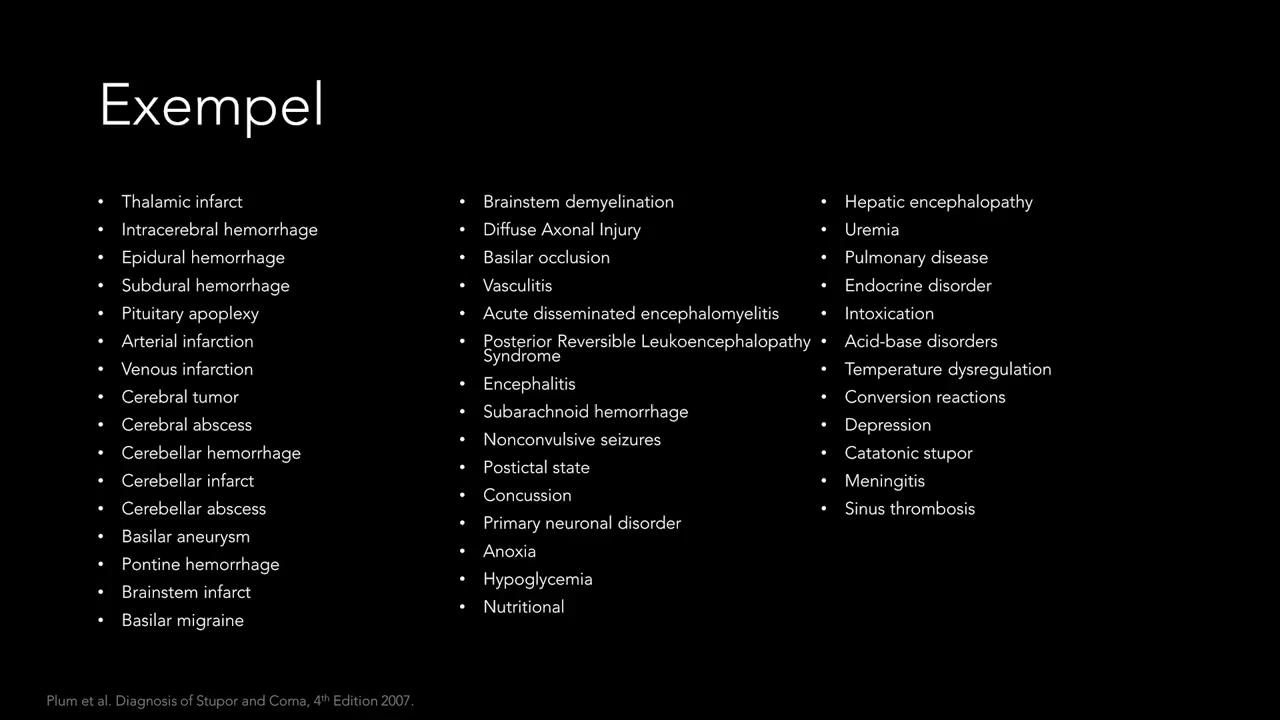 Exempel
• Thalamic infarct
• Intracerebral hemorrhage
• Epidural hemorrhage
• Subdural hemorrhage
• Pituitary apoplexy
• Arterial infarction
• Venous infarction
• Cerebral tumor
• Cerebral abscess
• Cerebellar hemorrhage
• Cerebellar infarct
• Cerebellar abscess
• Basilar aneurysm
• Pontine hemorrhage
• Brainstem infarct
• Basilar migraine
• Brainstem demyelination
• Diffuse Axonal Injury
• Basilar occlusion
• Vasculitis
• Acute disseminated encephalomyelitis
• Posterior Reversible Leukoencephalopathy
Syndrome
• Encephalitis
• Subarachnoid hemorrhage
• Nonconvulsive seizures
• Postictal state
• Concussion
• Primary neuronal disorder
• Anoxia
• Hypoglycemia
• Nutritional
• Hepatic encephalopathy
• Uremia
• Pulmonary disease
• Endocrine disorder
• Intoxication
• Acid-base disorders
• Temperature dysregulation
• Conversion reactions
• Depression
• Catatonic stupor
• Meningitis
• Sinus thrombosis
Plum et al. Diagnosis of Stupor and Coma, 4th Edition 2007.